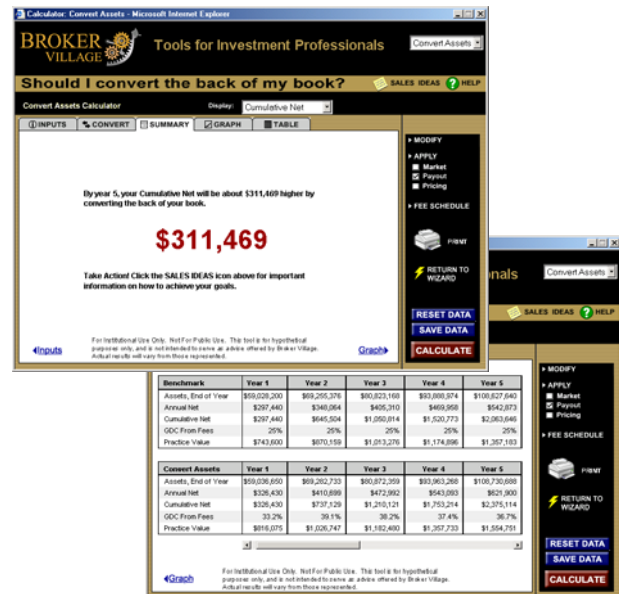 Calculator: Convert Assets - Microsoft Internet Explorer
BROKER
VILLAGE
Tools for Investment Professionals
Convert Assets
Should I convert the back of my book?
SALES IDEAS
? HELP
Convert Assets Calculator
Display:
Cumulative Net
INPUTS
CONVERT
SUMMARY
GRAPH
TABLE
By year 5, your Cumulative Net will be about $311,469 higher by
converting the back of your book.
$311,469
Take Action! Click the SALES IDEAS icon above for important
information on how to achieve your goals.
For Institutional Use Only. Not For Public Use. This tool is for hypothetical
purposes only, and is not intended to serve as advice offered by Broker Village.
Actual results will vary from those represented.
Inputs
Graph
MODIFY
APPLY
Market
Payout
Pricing
FEE SCHEDULE
PRINT
RETURN TO
WIZARD
RESET DATA
SAVE DATA
CALCULATE
nals
Convert Assets
SALES IDEAS
? HELP
Benchmark Year 1 Year 2 Year 3 Year 4 Year 5
Assets, End of Year $59,028,200 $69,255,376 $80,823,168 $93,886,974 $108,627,640
Annual Net $297,440 $348,064 $405,310 $469,958 $542,873
Cumulative Net $297,440 $645,504 $1,050,814 $1,520,773 $2,063,646
GDC From Fees 25% 25% 25% 25% 25%
Practice Value $743,600 $870,159 $1,013,276 $1,174,896 $1,357,183
Convert Assets Year 1 Year 2 Year 3 Year 4 Year 5
Assets, End of Year $59,036,650 $69,282,733 $80,872,359 $93,963,268 $108,730,688
Annual Net $326,430 $410,699 $472,992 $543,093 $621,900
Cumulative Net $326,430 $737,129 $1,210,121 $1,753,214 $2,375,114
GDC From Fees 33.2% 39.1% 38.2% 37.4% 36.7%
Practice Value $816,075 $1,026,747 $1,182,480 $1,357,733 $1,554,751
Graph
For Institutional Use Only. Not For Public Use. This tool is for hypothetical
purposes only, and is not intended to serve as advice offered by Broker Village.
Actual results will vary from those represented.
MODIFY
APPLY
Market
Payout
Pricing
FEE SCHEDULE
PRINT
RETURN TO
WIZARD
RESET DATA
SAVE DATA
CALCULATE